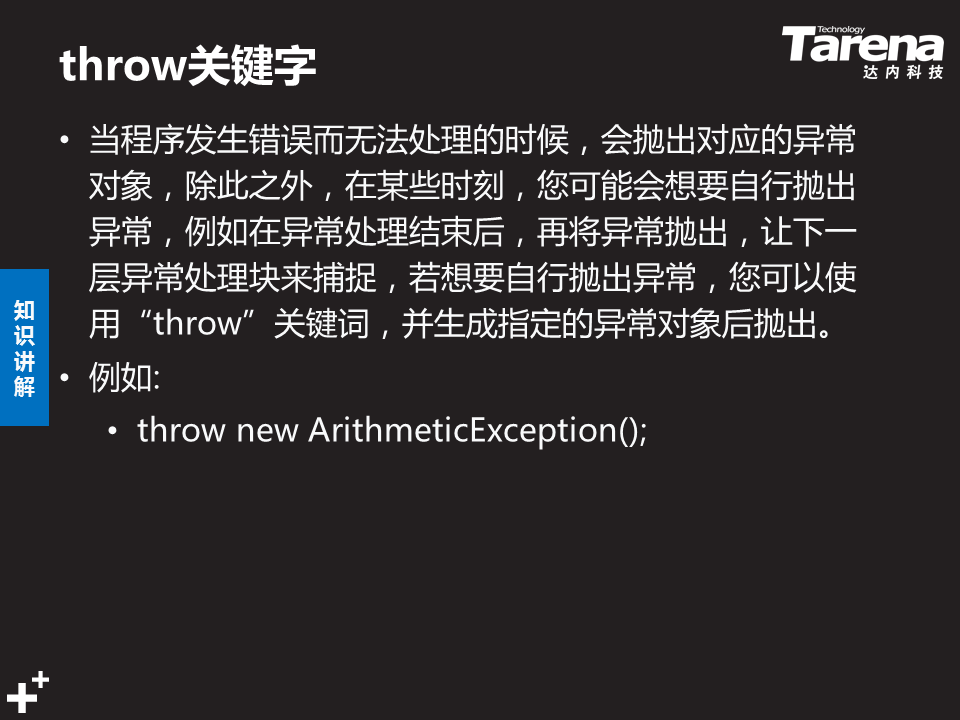 throw关键字
Technology
Tarena
达内科技
• 当程序发生错误而无法处理的时候，会抛出对应的异常
对象，除此之外，在某些时刻，您可能会想要自行抛出
异常，例如在异常处理结束后，再将异常抛出，让下一
层异常处理块来捕捉，若想要自行抛出异常，您可以使
用“throw”关键词，并生成指定的异常对象后抛出。
• 例如:
• throw new ArithmeticException();
知
识
讲
解